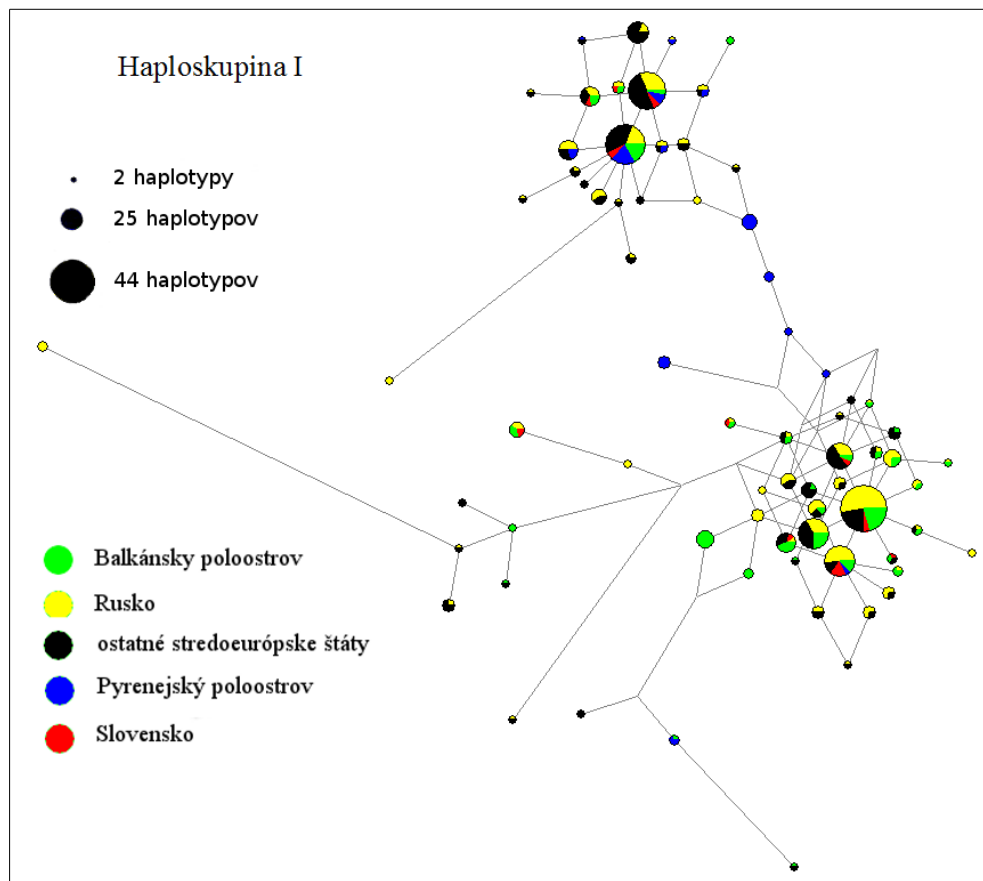 Haploskupina I
2 haplotypy
25 haplotypov
44 haplotypov
Balkánsky poloostrov
Rusko
ostatné stredoeurópske štáty
Pyrenejský poloostrov
Slovensko